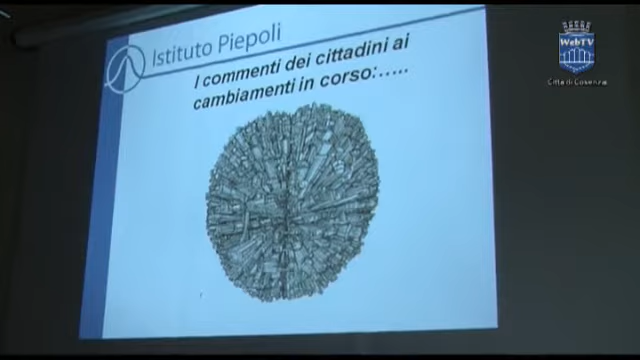 Istituto Piepoli
I commenti dei cittadini ai
cambiamenti in corso:…..
WebTV
Città di Cosenza